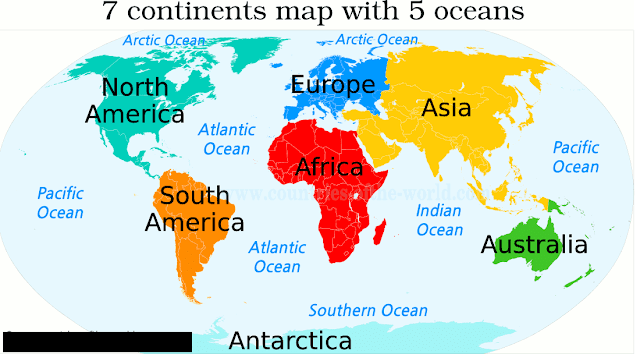 7 continents map with 5 oceans
Arctic Ocean
Arctic Ocean
North
America
Europe
Asia
Atlantic
Ocean
Pacific
Ocean
Africa
Pacific
Ocean
South
America
Indian
Ocean
Atlantic
Ocean
Australia
Southern Ocean
Antarctica